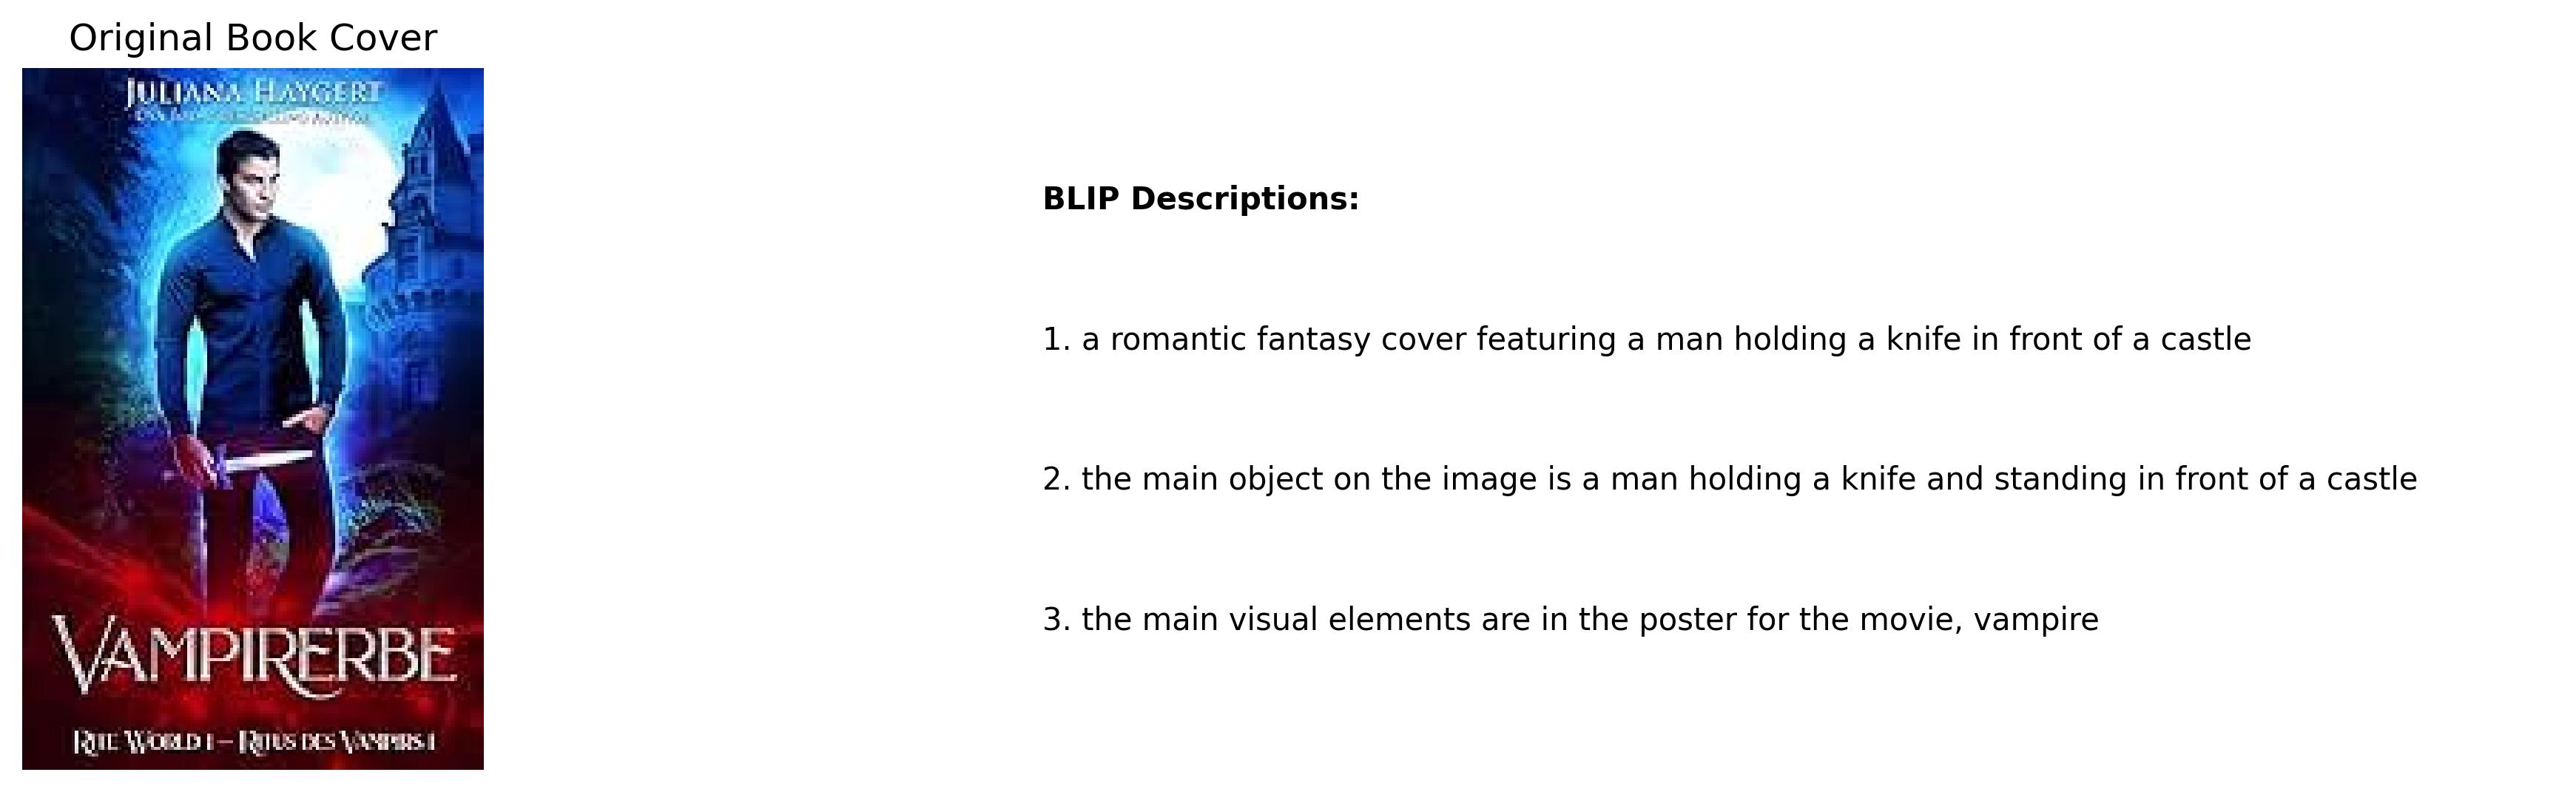 Original Book Cover
JULIANA HAYGERT
VAMPIRERBE
RITE WORLD 1 – RITUS DES VAMPIRS 1
BLIP Descriptions:
1. a romantic fantasy cover featuring a man holding a knife in front of a castle
2. the main object on the image is a man holding a knife and standing in front of a castle
3. the main visual elements are in the poster for the movie, vampire